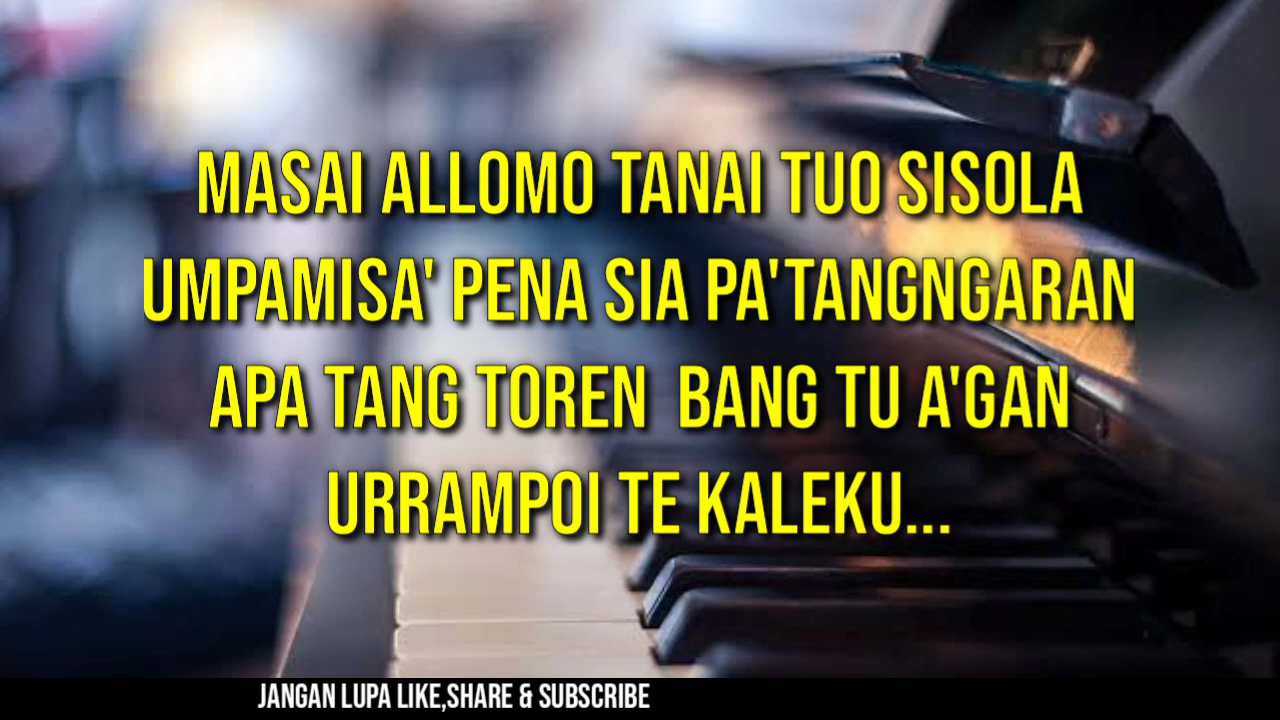 MASAI ALLOMO TANAI TUO SISOLA
UMPAMISA' PENA SIA PA'TANGNGARAN
APA TANG TOREN BANG TU A'GAN
URRAMPOI TE KALEKU...
JANGAN LUPA LIKE,SHARE & SUBSCRIBE